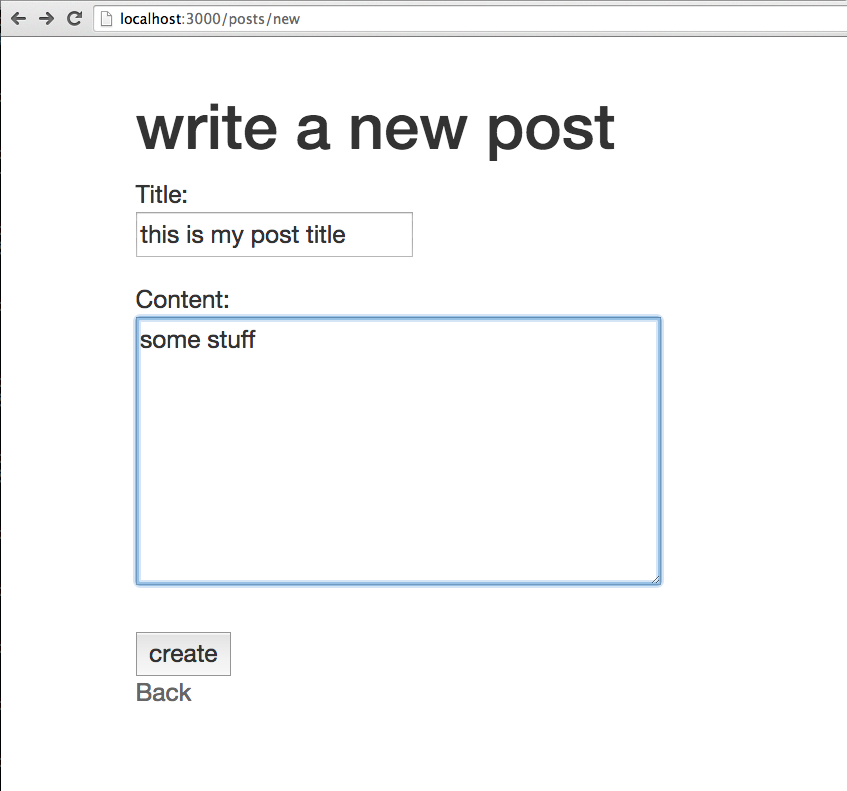 localhost:3000/posts/new
write a new post
Title:
this is my post title
Content:
some stuff
create
Back